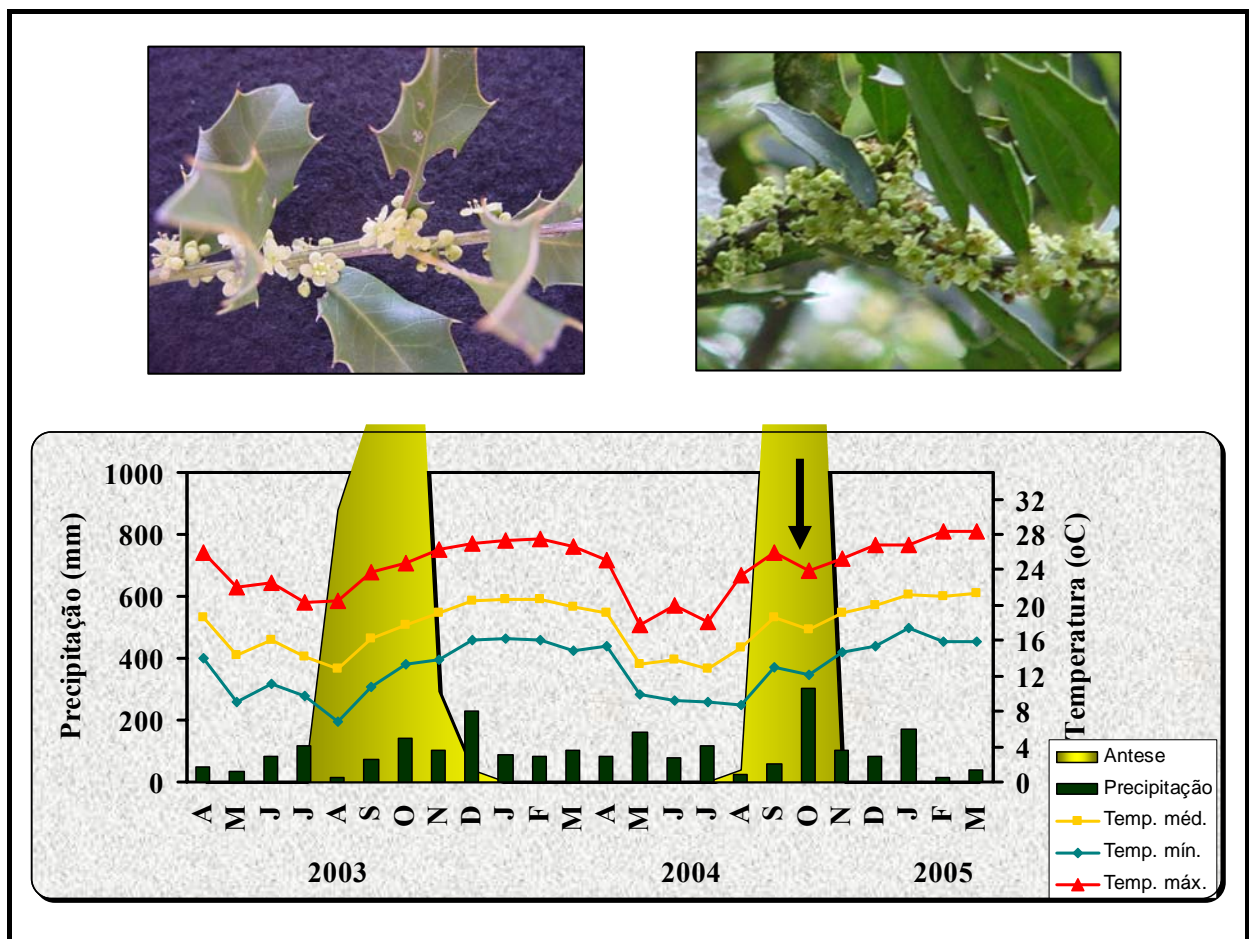 Precipitação (mm)
1000
800
600
400
200
0
Temperatura (oC)
32
28
24
20
16
12
8
4
0
A M J J A S O N D J F M A M J J A S O N D J F M
2003 2004 2005
Antese
Precipitação
Temp. méd.
Temp. mín.
Temp. máx.